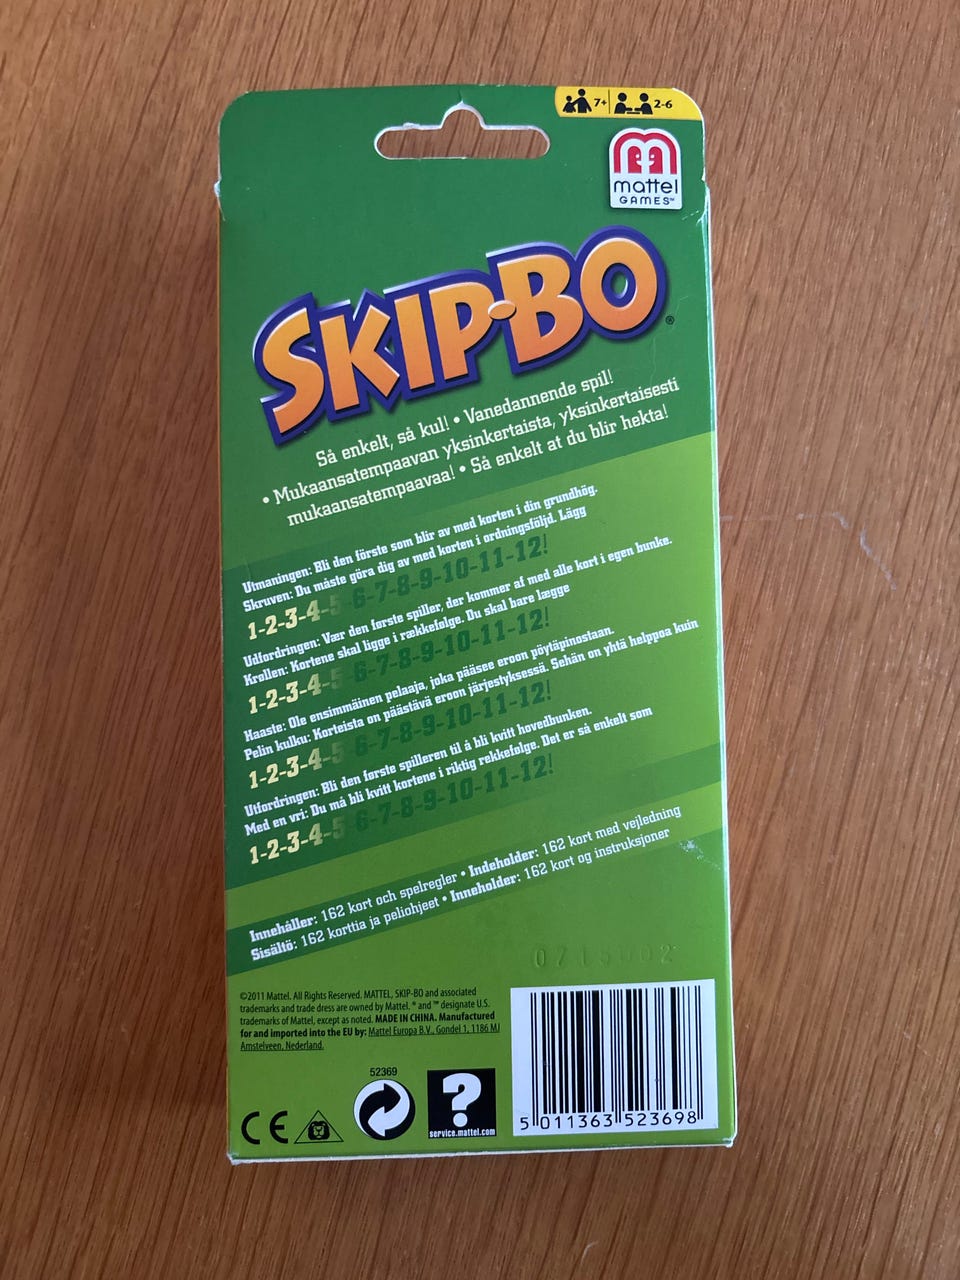 7+ 2-6
mattel
GAMES™
SKIP-BO®
Så enkelt, så kul! • Vanedannende spil!
• Mukaansatempaavan yksinkertaista, yksinkertaisesti
mukaansatempaavaa! • Så enkelt at du blir hekta!
Utmaningen: Bli den förste som blir av med korten i din grundhög.
Skruven: Du måste göra dig av med korten i ordningsföljd. Lägg
1-2-3-4-5-6-7-8-9-10-11-12!
Udfordringen: Vær den første spiller, der kommer af med alle kort i egen bunke.
Krøllen: Kortene skal ligge i rækkefølge. Du skal bare lægge
1-2-3-4-5-6-7-8-9-10-11-12!
Haaste: Ole ensimmäinen pelaaja, joka pääsee eroon pöytäpinostaan.
Pelin kulku: Korteista on päästävä eroon järjestyksessä. Sehän on yhtä helppoa kuin
1-2-3-4-5-6-7-8-9-10-11-12!
Utfordringen: Bli den første spilleren til å bli kvitt hovedbunken.
Med en vri: Du må bli kvitt kortene i riktig rekkefølge. Det er så enkelt som
1-2-3-4-5-6-7-8-9-10-11-12!
Innehåller: 162 kort och spelregler • Indeholder: 162 kort med vejledning
Sisältö: 162 korttia ja peliohjeet • Inneholder: 162 kort og instruksjoner
©2011 Mattel. All Rights Reserved. MATTEL, SKIP-BO and associated
trademarks and trade dress are owned by Mattel. ® and ™ designate U.S.
trademarks of Mattel, except as noted. MADE IN CHINA. Manufactured
for and imported into the EU by: Mattel Europa B.V., Gondel 1, 1186 MJ
Amstelveen, Nederland.
52369
CE
?
service.mattel.com
5 011363 523698